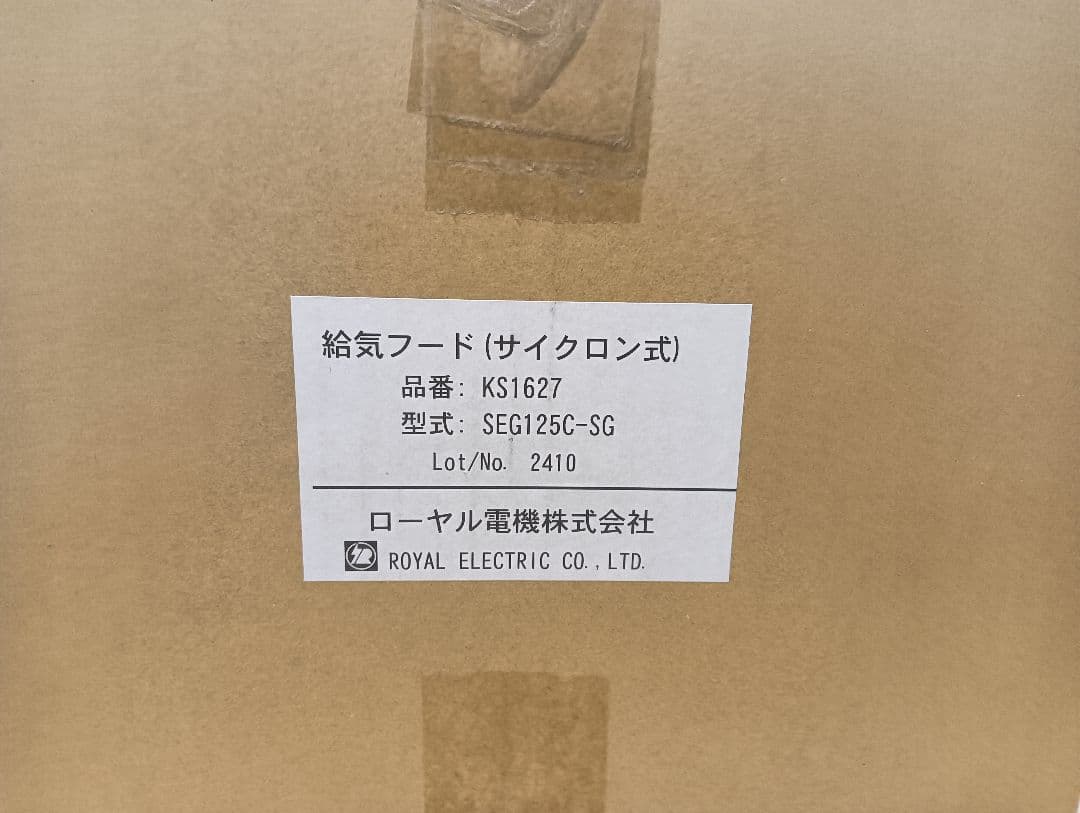 給気フード(サイクロン式)
品番: KS1627
型式: SEG125C-SG
Lot/No. 2410
ローヤル電機株式会社
ROYAL ELECTRIC CO.,LTD.